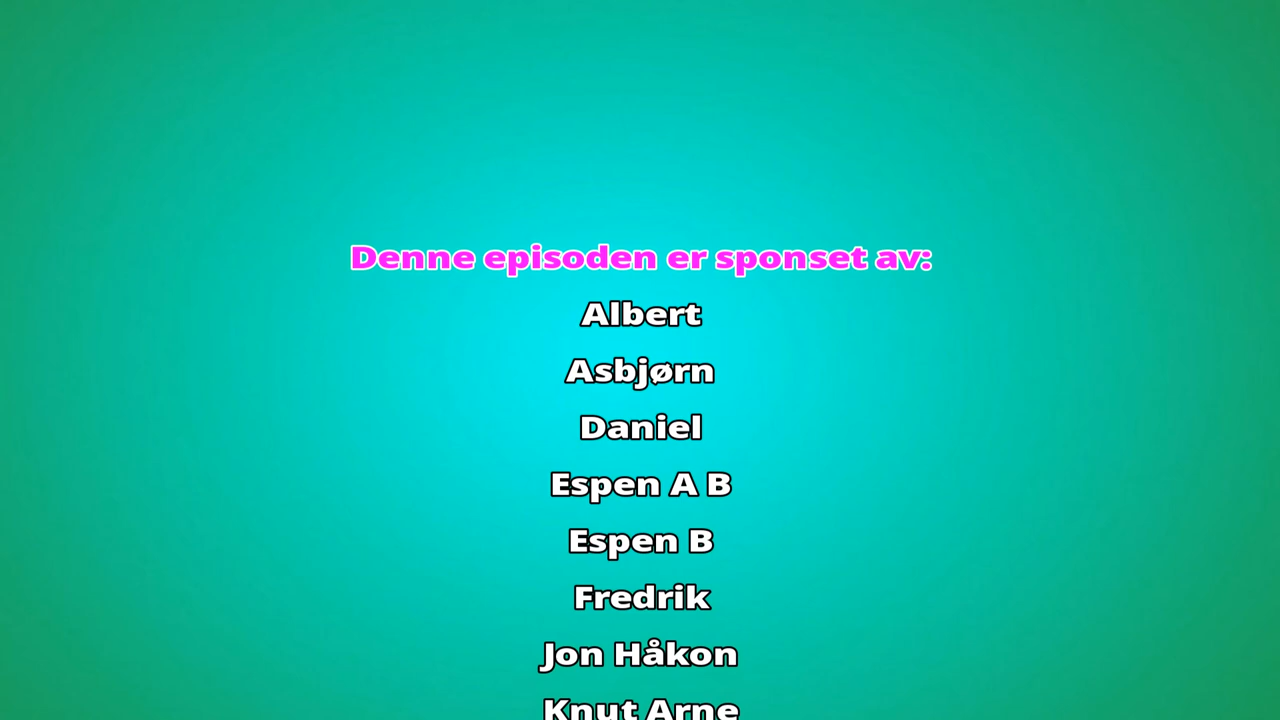 Denne episoden er sponset av:
Albert
Asbjørn
Daniel
Espen A B
Espen B
Fredrik
Jon Håkon
Knut Arne